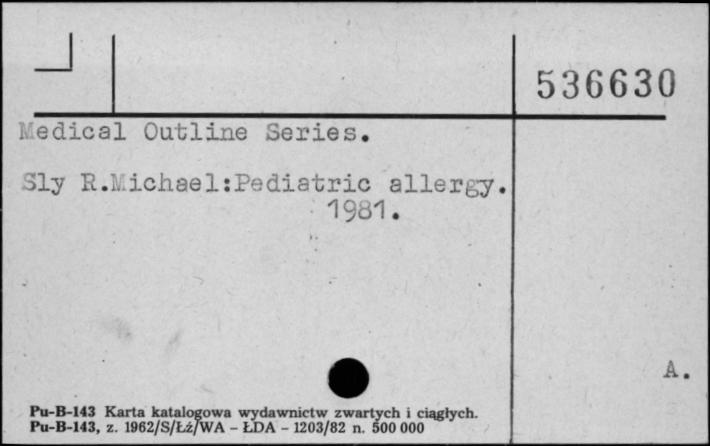 536630
Medical Outline Series.
Sly R.Michael:Pediatric allergy.
1981.
A.
Pu-B-143 Karta katalogowa wydawnictw zwartych i ciągłych.
Pu-B-143, z. 1962/S/Łź/WA – ŁDA – 1203/82 n. 500 000